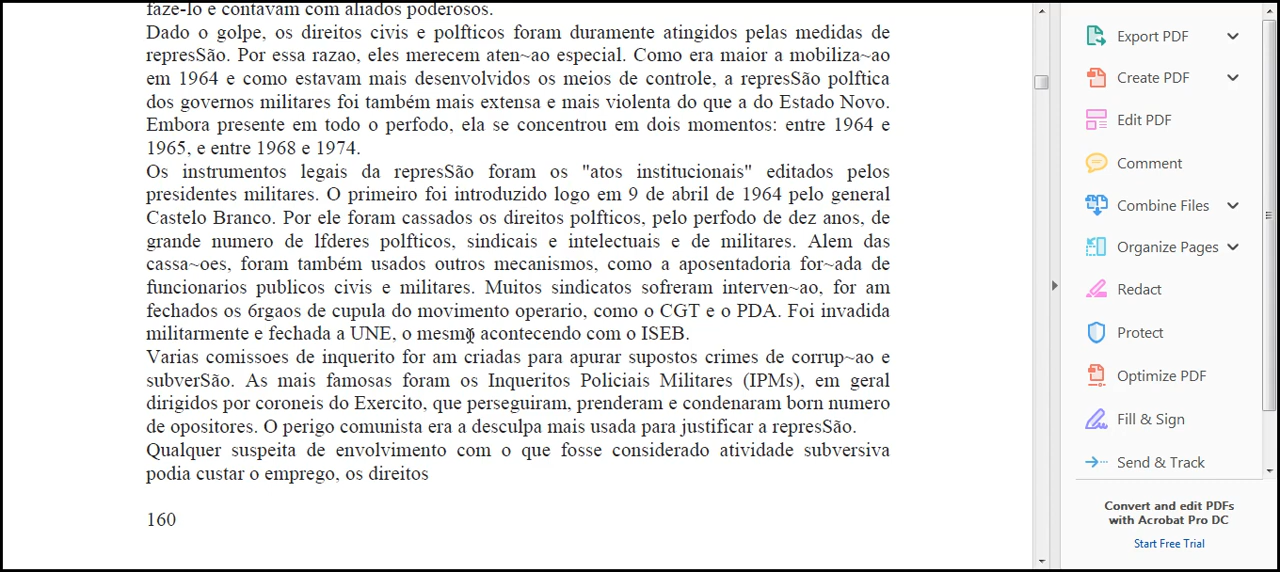 faze-lo e contavam com aliados poderosos.
Dado o golpe, os direitos civis e polfticos foram duramente atingidos pelas medidas de
represSão. Por essa razao, eles merecem aten~ao especial. Como era maior a mobiliza~ao
em 1964 e como estavam mais desenvolvidos os meios de controle, a represSão polftica
dos governos militares foi também mais extensa e mais violenta do que a do Estado Novo.
Embora presente em todo o perfodo, ela se concentrou em dois momentos: entre 1964 e
1965, e entre 1968 e 1974.
Os instrumentos legais da represSão foram os "atos institucionais" editados pelos
presidentes militares. O primeiro foi introduzido logo em 9 de abril de 1964 pelo general
Castelo Branco. Por ele foram cassados os direitos polfticos, pelo perfodo de dez anos, de
grande numero de lfderes polfticos, sindicais e intelectuais e de militares. Alem das
cassa~oes, foram também usados outros mecanismos, como a aposentadoria for~ada de
funcionarios publicos civis e militares. Muitos sindicatos sofreram interven~ao, for am
fechados os 6rgaos de cupula do movimento operario, como o CGT e o PDA. Foi invadida
militarmente e fechada a UNE, o mesmo acontecendo com o ISEB.
Varias comissoes de inquerito for am criadas para apurar supostos crimes de corrup~ao e
subverSão. As mais famosas foram os Inqueritos Policiais Militares (IPMs), em geral
dirigidos por coroneis do Exercito, que perseguiram, prenderam e condenaram born numero
de opositores. O perigo comunista era a desculpa mais usada para justificar a represSão.
Qualquer suspeita de envolvimento com o que fosse considerado atividade subversiva
podia custar o emprego, os direitos
160
Export PDF
Create PDF
Edit PDF
Comment
Combine Files
Organize Pages
Redact
Protect
Optimize PDF
Fill & Sign
Send & Track
Convert and edit PDFs
with Acrobat Pro DC
Start Free Trial